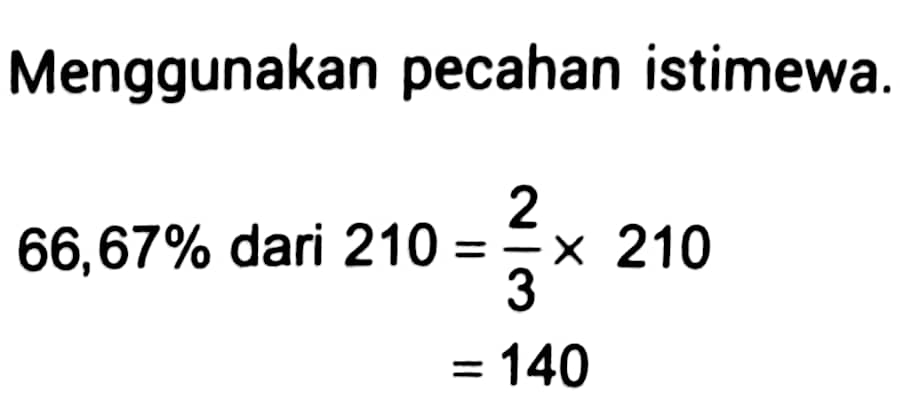 Menggunakan pecahan istimewa.
66,67% dari 210 = 2/3 × 210
= 140